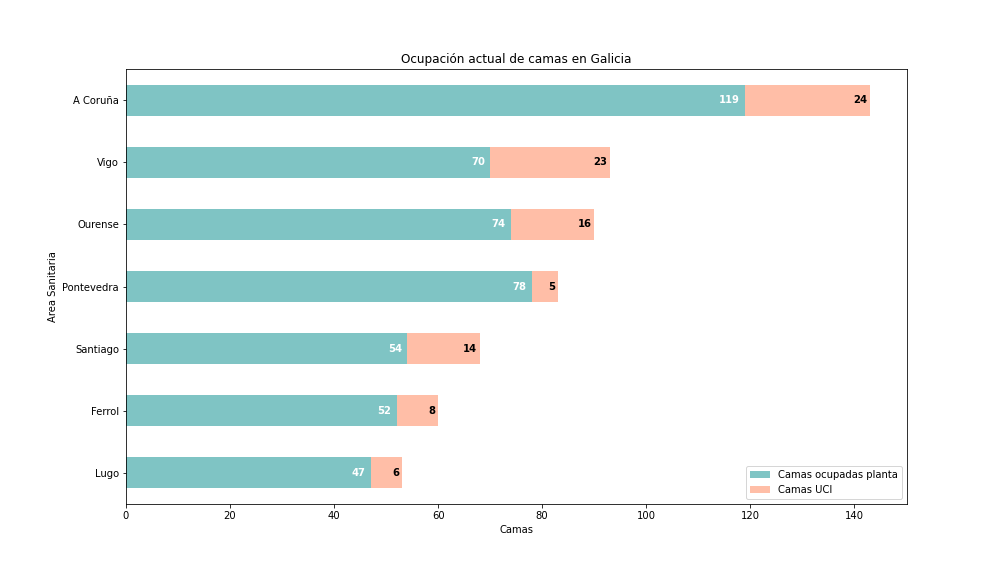 Ocupación actual de camas en Galicia
A Coruña 119 24
Vigo 70 23
Ourense 74 16
Pontevedra 78 5
Santiago 54 14
Ferrol 52 8
Lugo 47 6
Area Sanitaria
Camas ocupadas planta
Camas UCI
0 20 40 60 80 100 120 140
Camas